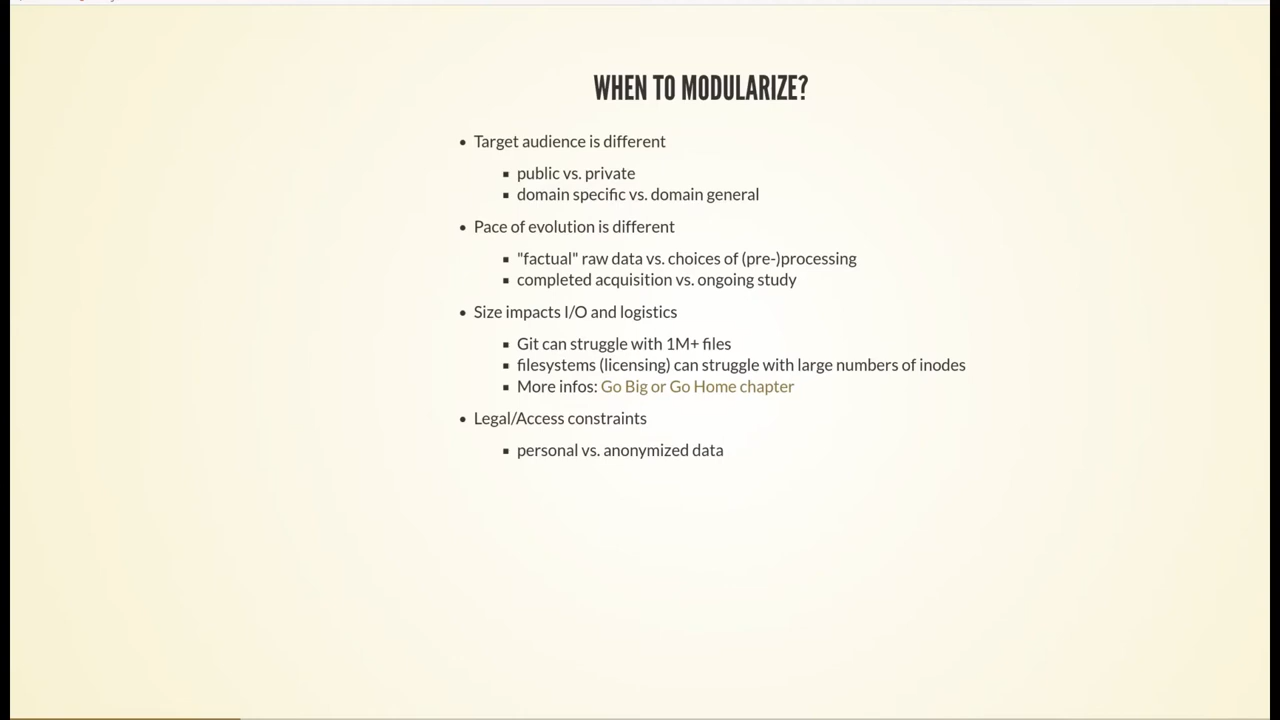 WHEN TO MODULARIZE?
• Target audience is different
▪ public vs. private
▪ domain specific vs. domain general
• Pace of evolution is different
▪ "factual" raw data vs. choices of (pre-)processing
▪ completed acquisition vs. ongoing study
• Size impacts I/O and logistics
▪ Git can struggle with 1M+ files
▪ filesystems (licensing) can struggle with large numbers of inodes
▪ More infos: Go Big or Go Home chapter
• Legal/Access constraints
▪ personal vs. anonymized data